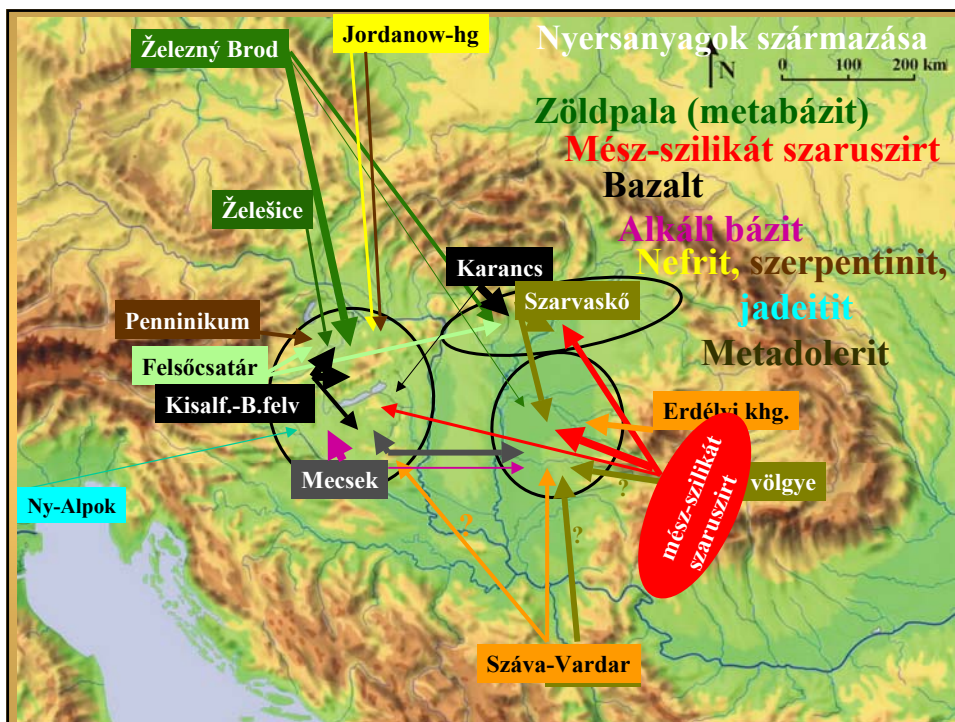 Železný Brod
Jordanow-hg
Nyersanyagok származása
N
0 100 200 km
Zöldpala (metabázit)
Mész-szilikát szaruszirt
Bazalt
Alkáli bázit
Nefrit, szerpentinit,
jadeitit
Metadolerit
Želešice
Karancs
Szarvaskő
Penninikum
Felsőcsatár
Kisalf.-B.felv
Erdélyi khg.
Mecsek
Ny-Alpok
völgye
mész-szilikát
szaruszirt
?
?
?
Száva-Vardar